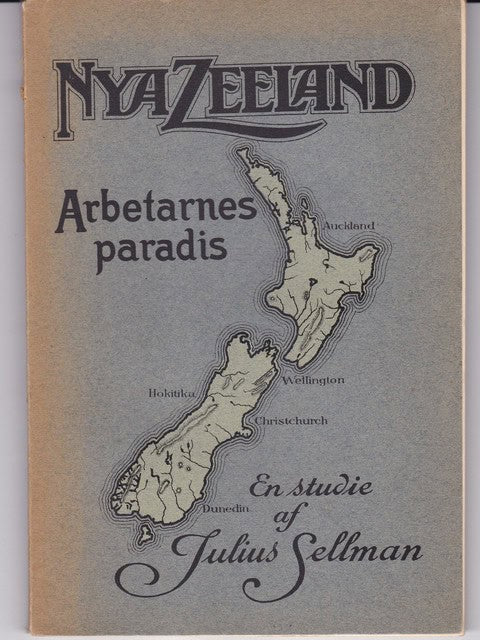 NYA ZEELAND
Arbetarnes
paradis
Auckland
Wellington
Hokitika
Christchurch
Dunedin
En studie
af
Julius Sellman